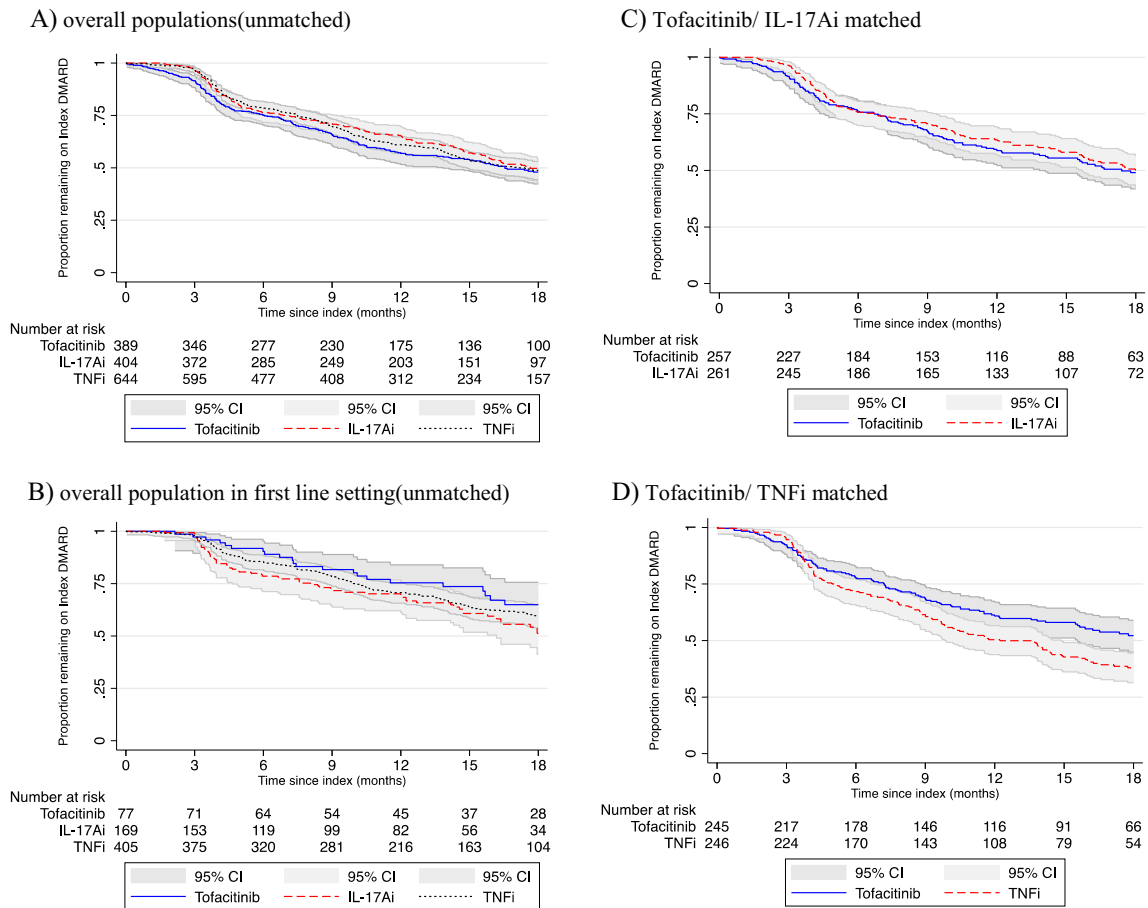 A) overall populations(unmatched)
Proportion remaining on Index DMARD
1
.75
.5
.25
0
0 3 6 9 12 15 18
Time since index (months)
Number at risk
Tofacitinib 389 346 277 230 175 136 100
IL-17Ai 404 372 285 249 203 151 97
TNFi 644 595 477 408 312 234 157
95% CI 95% CI 95% CI
Tofacitinib IL-17Ai TNFi
B) overall population in first line setting(unmatched)
Proportion remaining on Index DMARD
1
.75
.5
.25
0
0 3 6 9 12 15 18
Time since index (months)
Number at risk
Tofacitinib 77 71 64 54 45 37 28
IL-17Ai 169 153 119 99 82 56 34
TNFi 405 375 320 281 216 163 104
95% CI 95% CI 95% CI
Tofacitinib IL-17Ai TNFi
C) Tofacitinib/ IL-17Ai matched
Proportion remaining on Index DMARD
1
.75
.5
.25
0
0 3 6 9 12 15 18
Time since index (months)
Number at risk
Tofacitinib 257 227 184 153 116 88 63
IL-17Ai 261 245 186 165 133 107 72
95% CI 95% CI
Tofacitinib IL-17Ai
D) Tofacitinib/ TNFi matched
Proportion remaining on Index DMARD
1
.75
.5
.25
0
0 3 6 9 12 15 18
Time since index (months)
Number at risk
Tofacitinib 245 217 178 146 116 91 66
TNFi 246 224 170 143 108 79 54
95% CI 95% CI
Tofacitinib TNFi